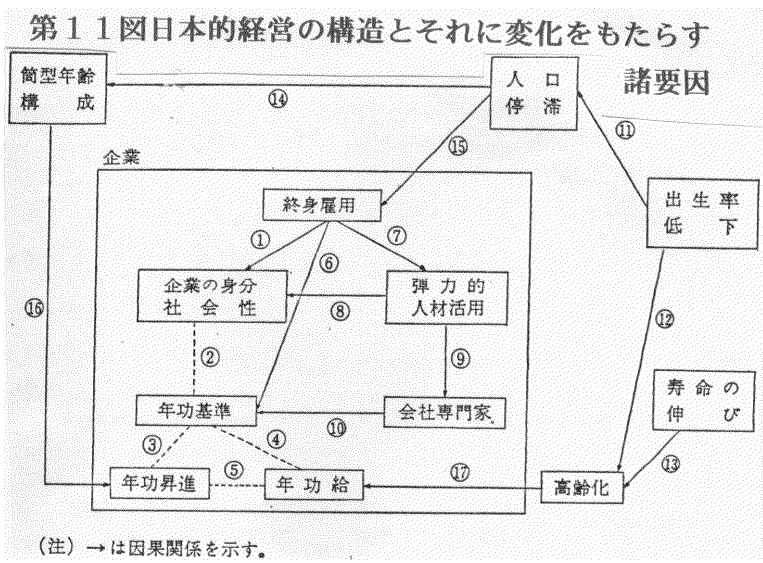 第11図日本的経営の構造とそれに変化をもたらす
諸要因
筒型年齢
構成
人口
停滞
⑭
⑮
⑪
企業
出生率
低下
終身雇用
①
⑦
⑥
企業の身分
社会性
弾力的
人材活用
⑧
⑯
⑫
②
⑨
寿命の
伸び
年功基準
会社専門家
⑩
③
④
⑬
年功昇進
⑤
年功給
⑰
高齢化
(注) →は因果関係を示す。